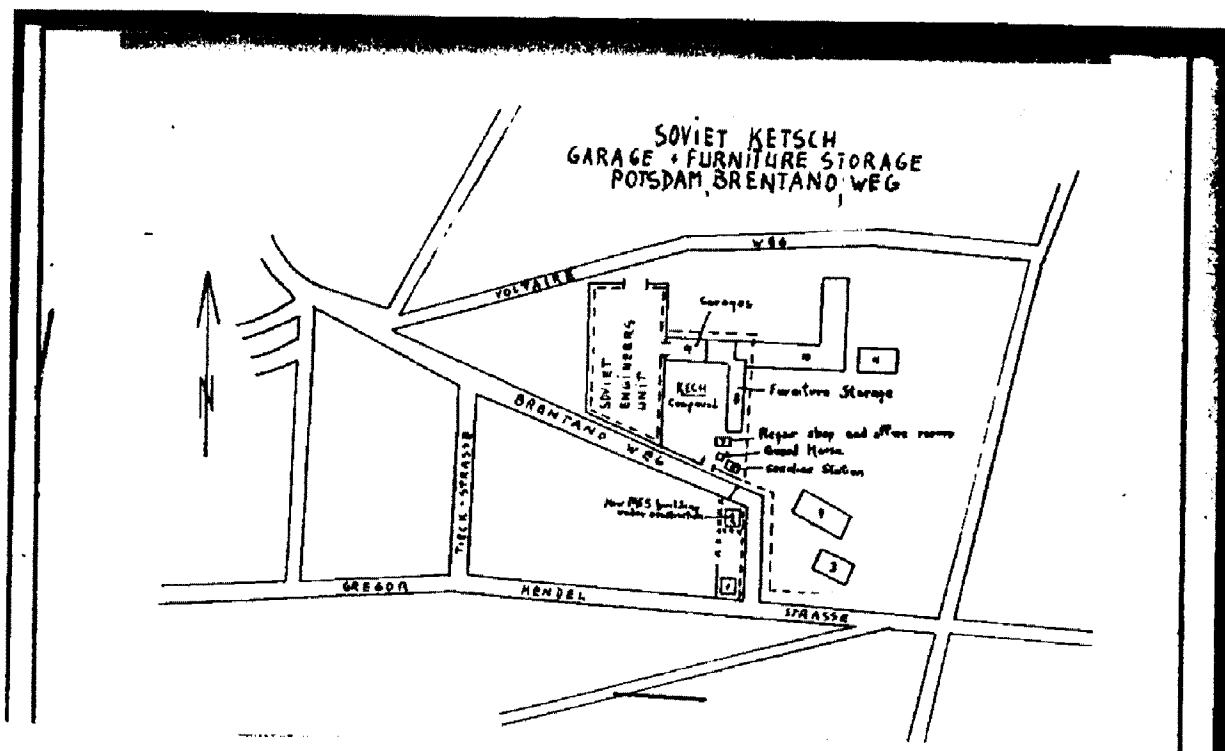 SOVIET KETSCH
GARAGE + FURNITURE STORAGE
POTSDAM, BRENTANO WEG
VOLTAIRE WEG
Garages
SOVIET
ENGINEERS
UNIT
KECH
Compound
Furniture Storage
Repair shop and office rooms
Guard House
Gasoline Station
BRENTANO WEG
New MGS building
under construction
TIECK-STRASSE
GREGOR MENDEL STRASSE
N
3